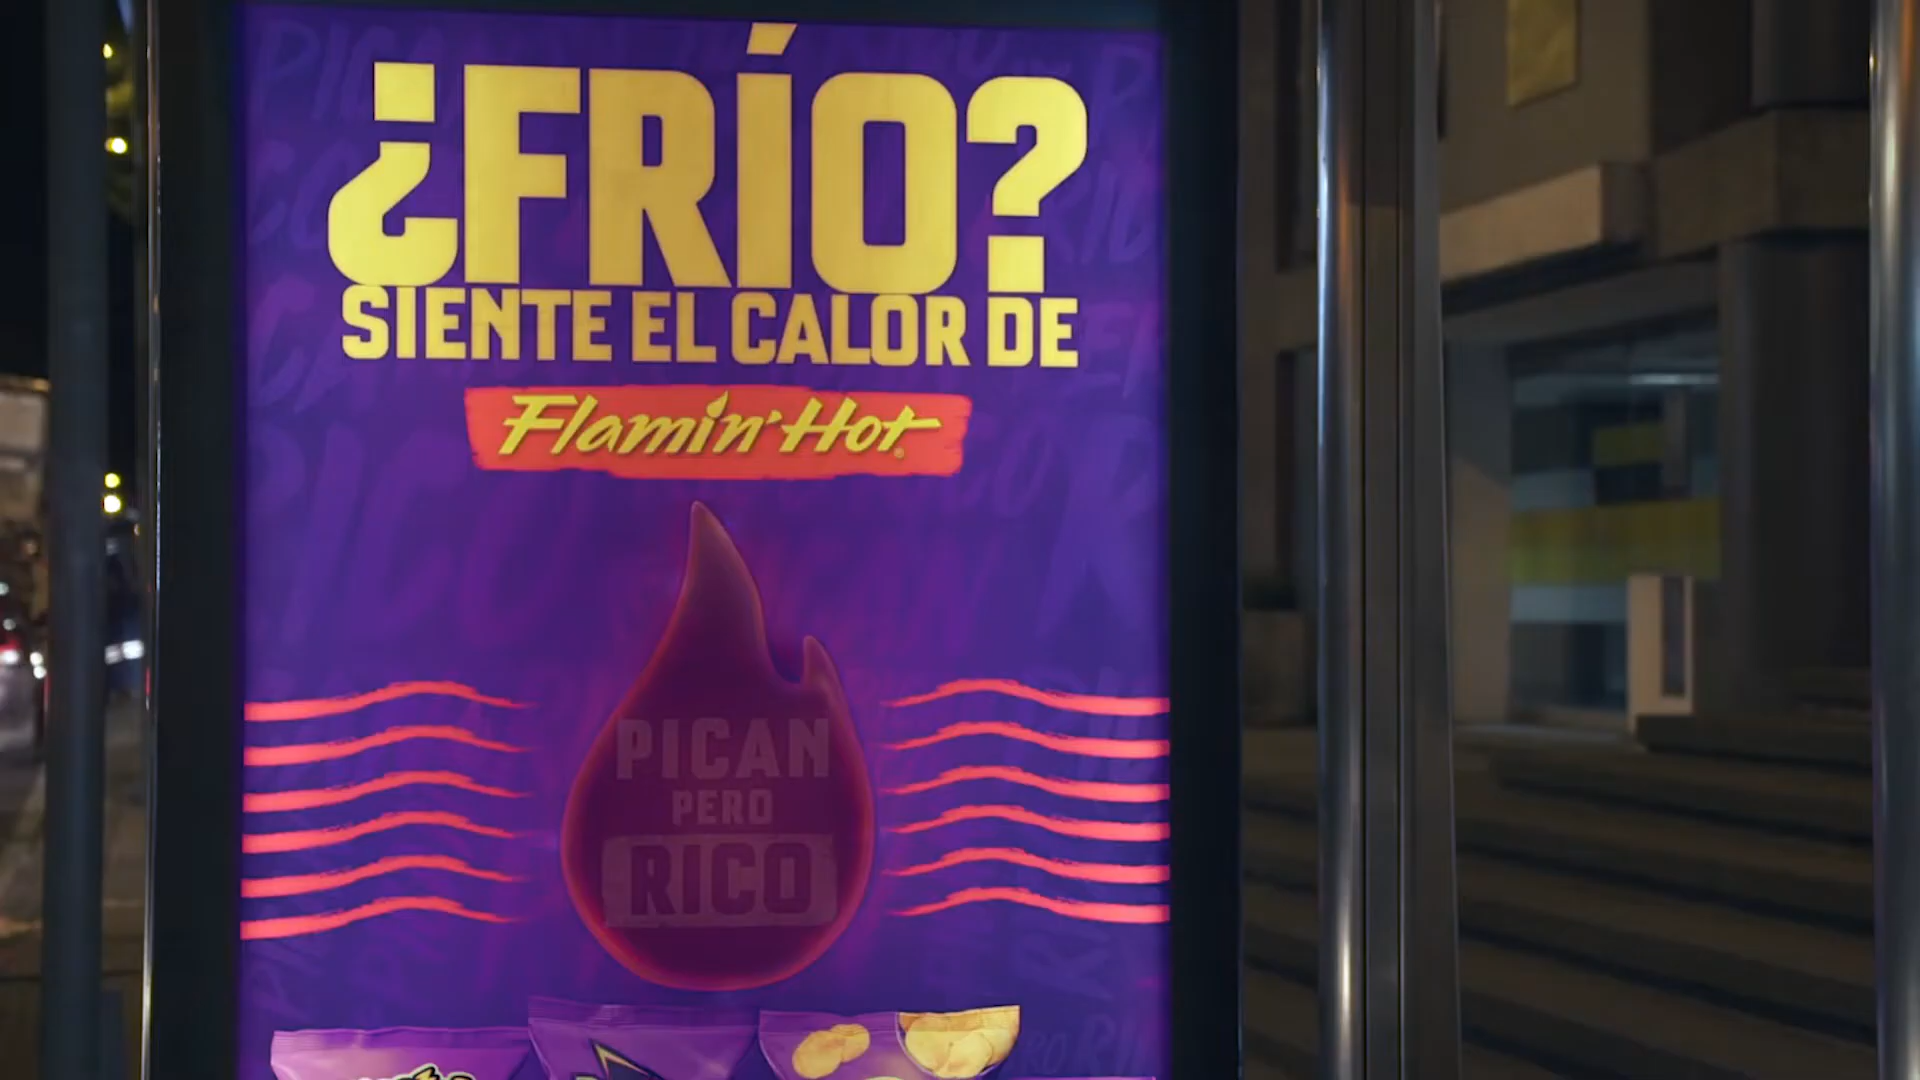 ¿FRÍO?
SIENTE EL CALOR DE
Flamin' Hot®
PICAN
PERO
RICO